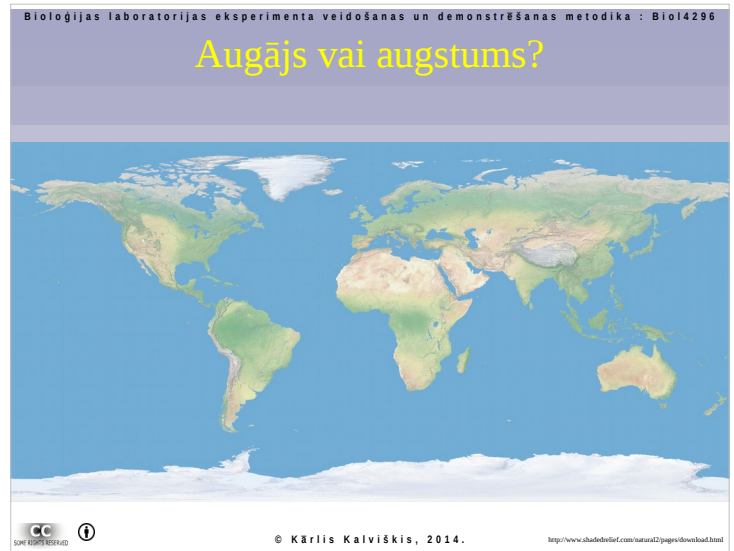 Bioloģijas laboratorijas eksperimenta veidošanas un demonstrēšanas metodika : Biol4296
Augājs vai augstums?
CC
SOME RIGHTS RESERVED
© Kārlis Kalviškis, 2014.
http://www.shadedrelief.com/natural2/pages/download.html